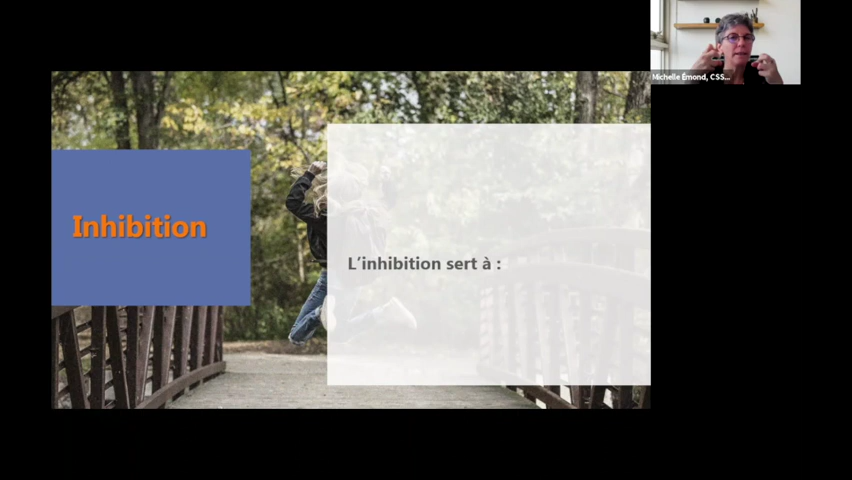 Michelle Émond, CSS...
Inhibition
L’inhibition sert à :